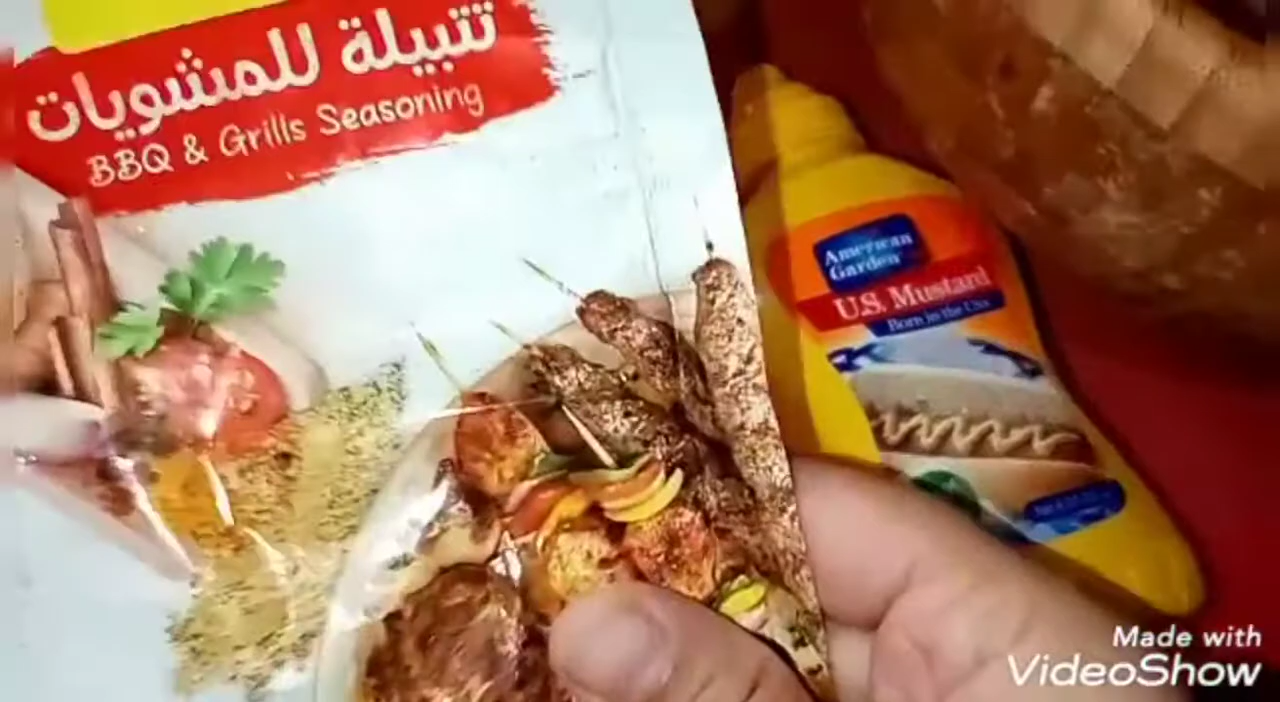 تتبيلة للمشويات
BBQ & Grills Seasoning
American
Garden
U.S. Mustard
Born in the USA
Made with
VideoShow